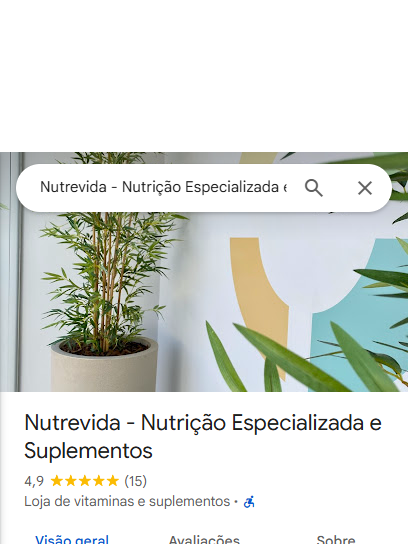 Nutrevida - Nutrição Especializada e
Nutrevida - Nutrição Especializada e
Suplementos
4,9 (15)
Loja de vitaminas e suplementos ·
Visão geral Avaliações Sobre